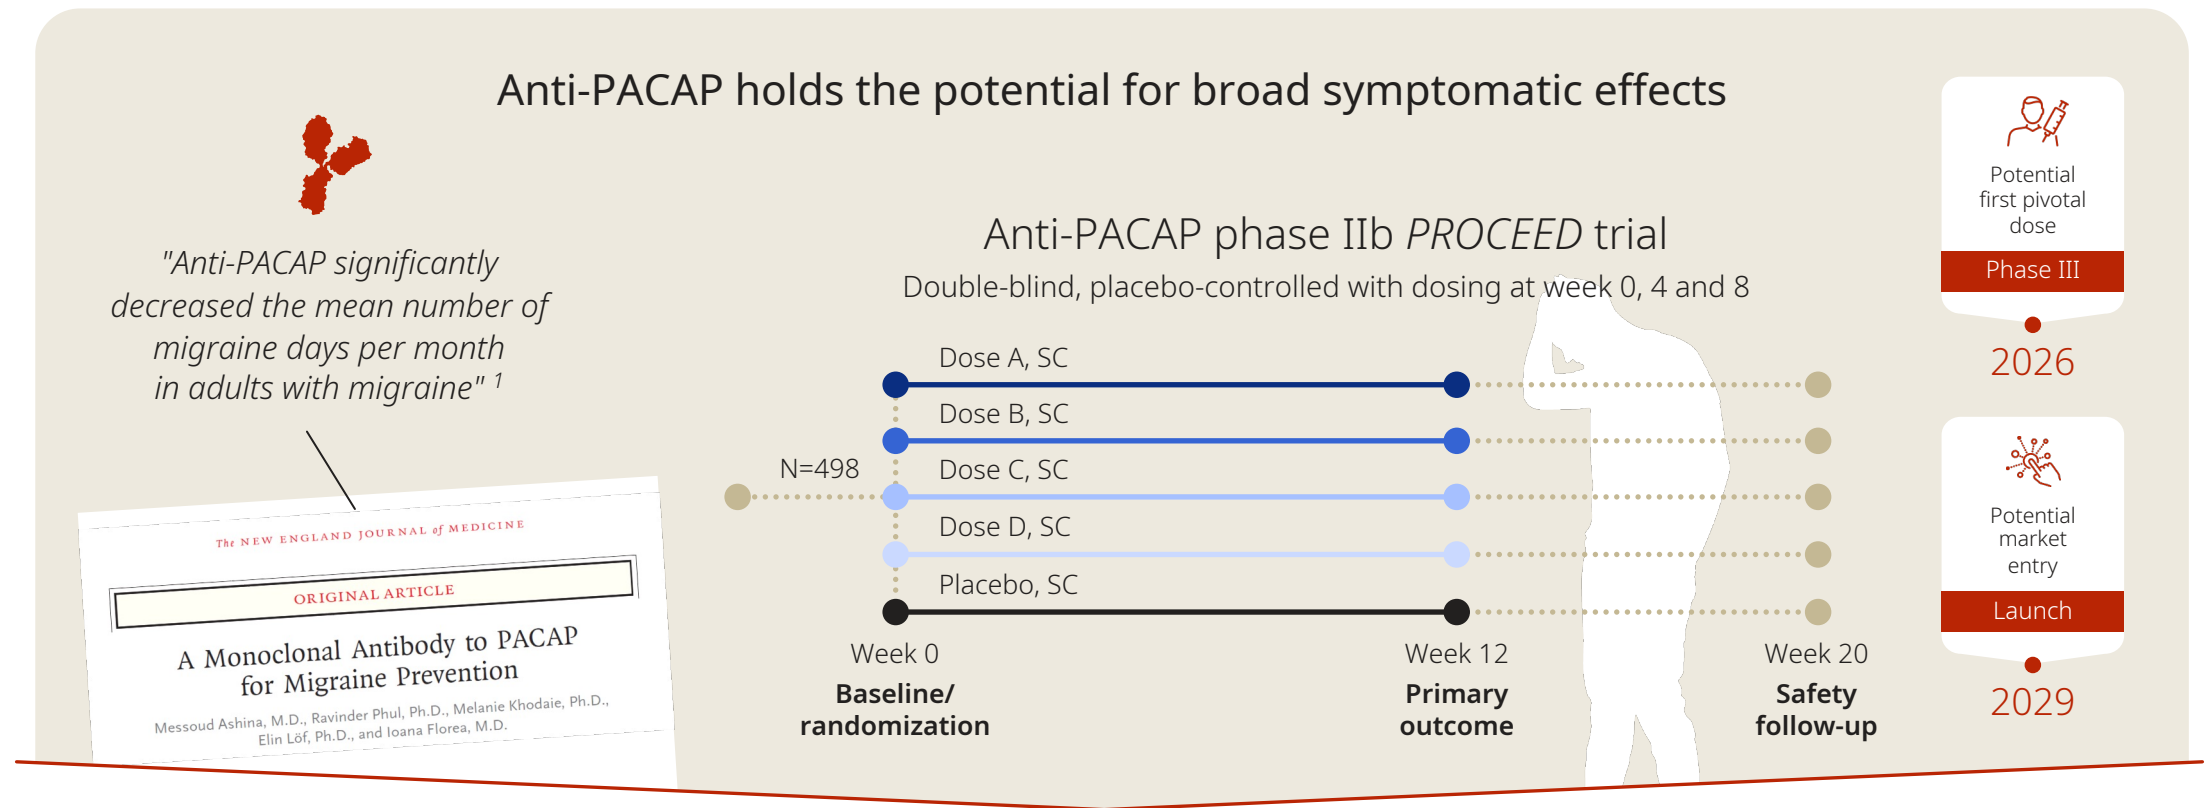 Anti-PACAP holds the potential for broad symptomatic effects
"Anti-PACAP significantly
decreased the mean number of
migraine days per month
in adults with migraine" 1
The NEW ENGLAND JOURNAL of MEDICINE
ORIGINAL ARTICLE
A Monoclonal Antibody to PACAP
for Migraine Prevention
Messoud Ashina, M.D., Ravinder Phul, Ph.D., Melanie Khodaie, Ph.D.,
Elin Löf, Ph.D., and Ioana Florea, M.D.
Anti-PACAP phase IIb PROCEED trial
Double-blind, placebo-controlled with dosing at week 0, 4 and 8
N=498
Dose A, SC
Dose B, SC
Dose C, SC
Dose D, SC
Placebo, SC
Week 0
Baseline/
randomization
Week 12
Primary
outcome
Week 20
Safety
follow-up
Potential
first pivotal
dose
Phase III
2026
Potential
market
entry
Launch
2029